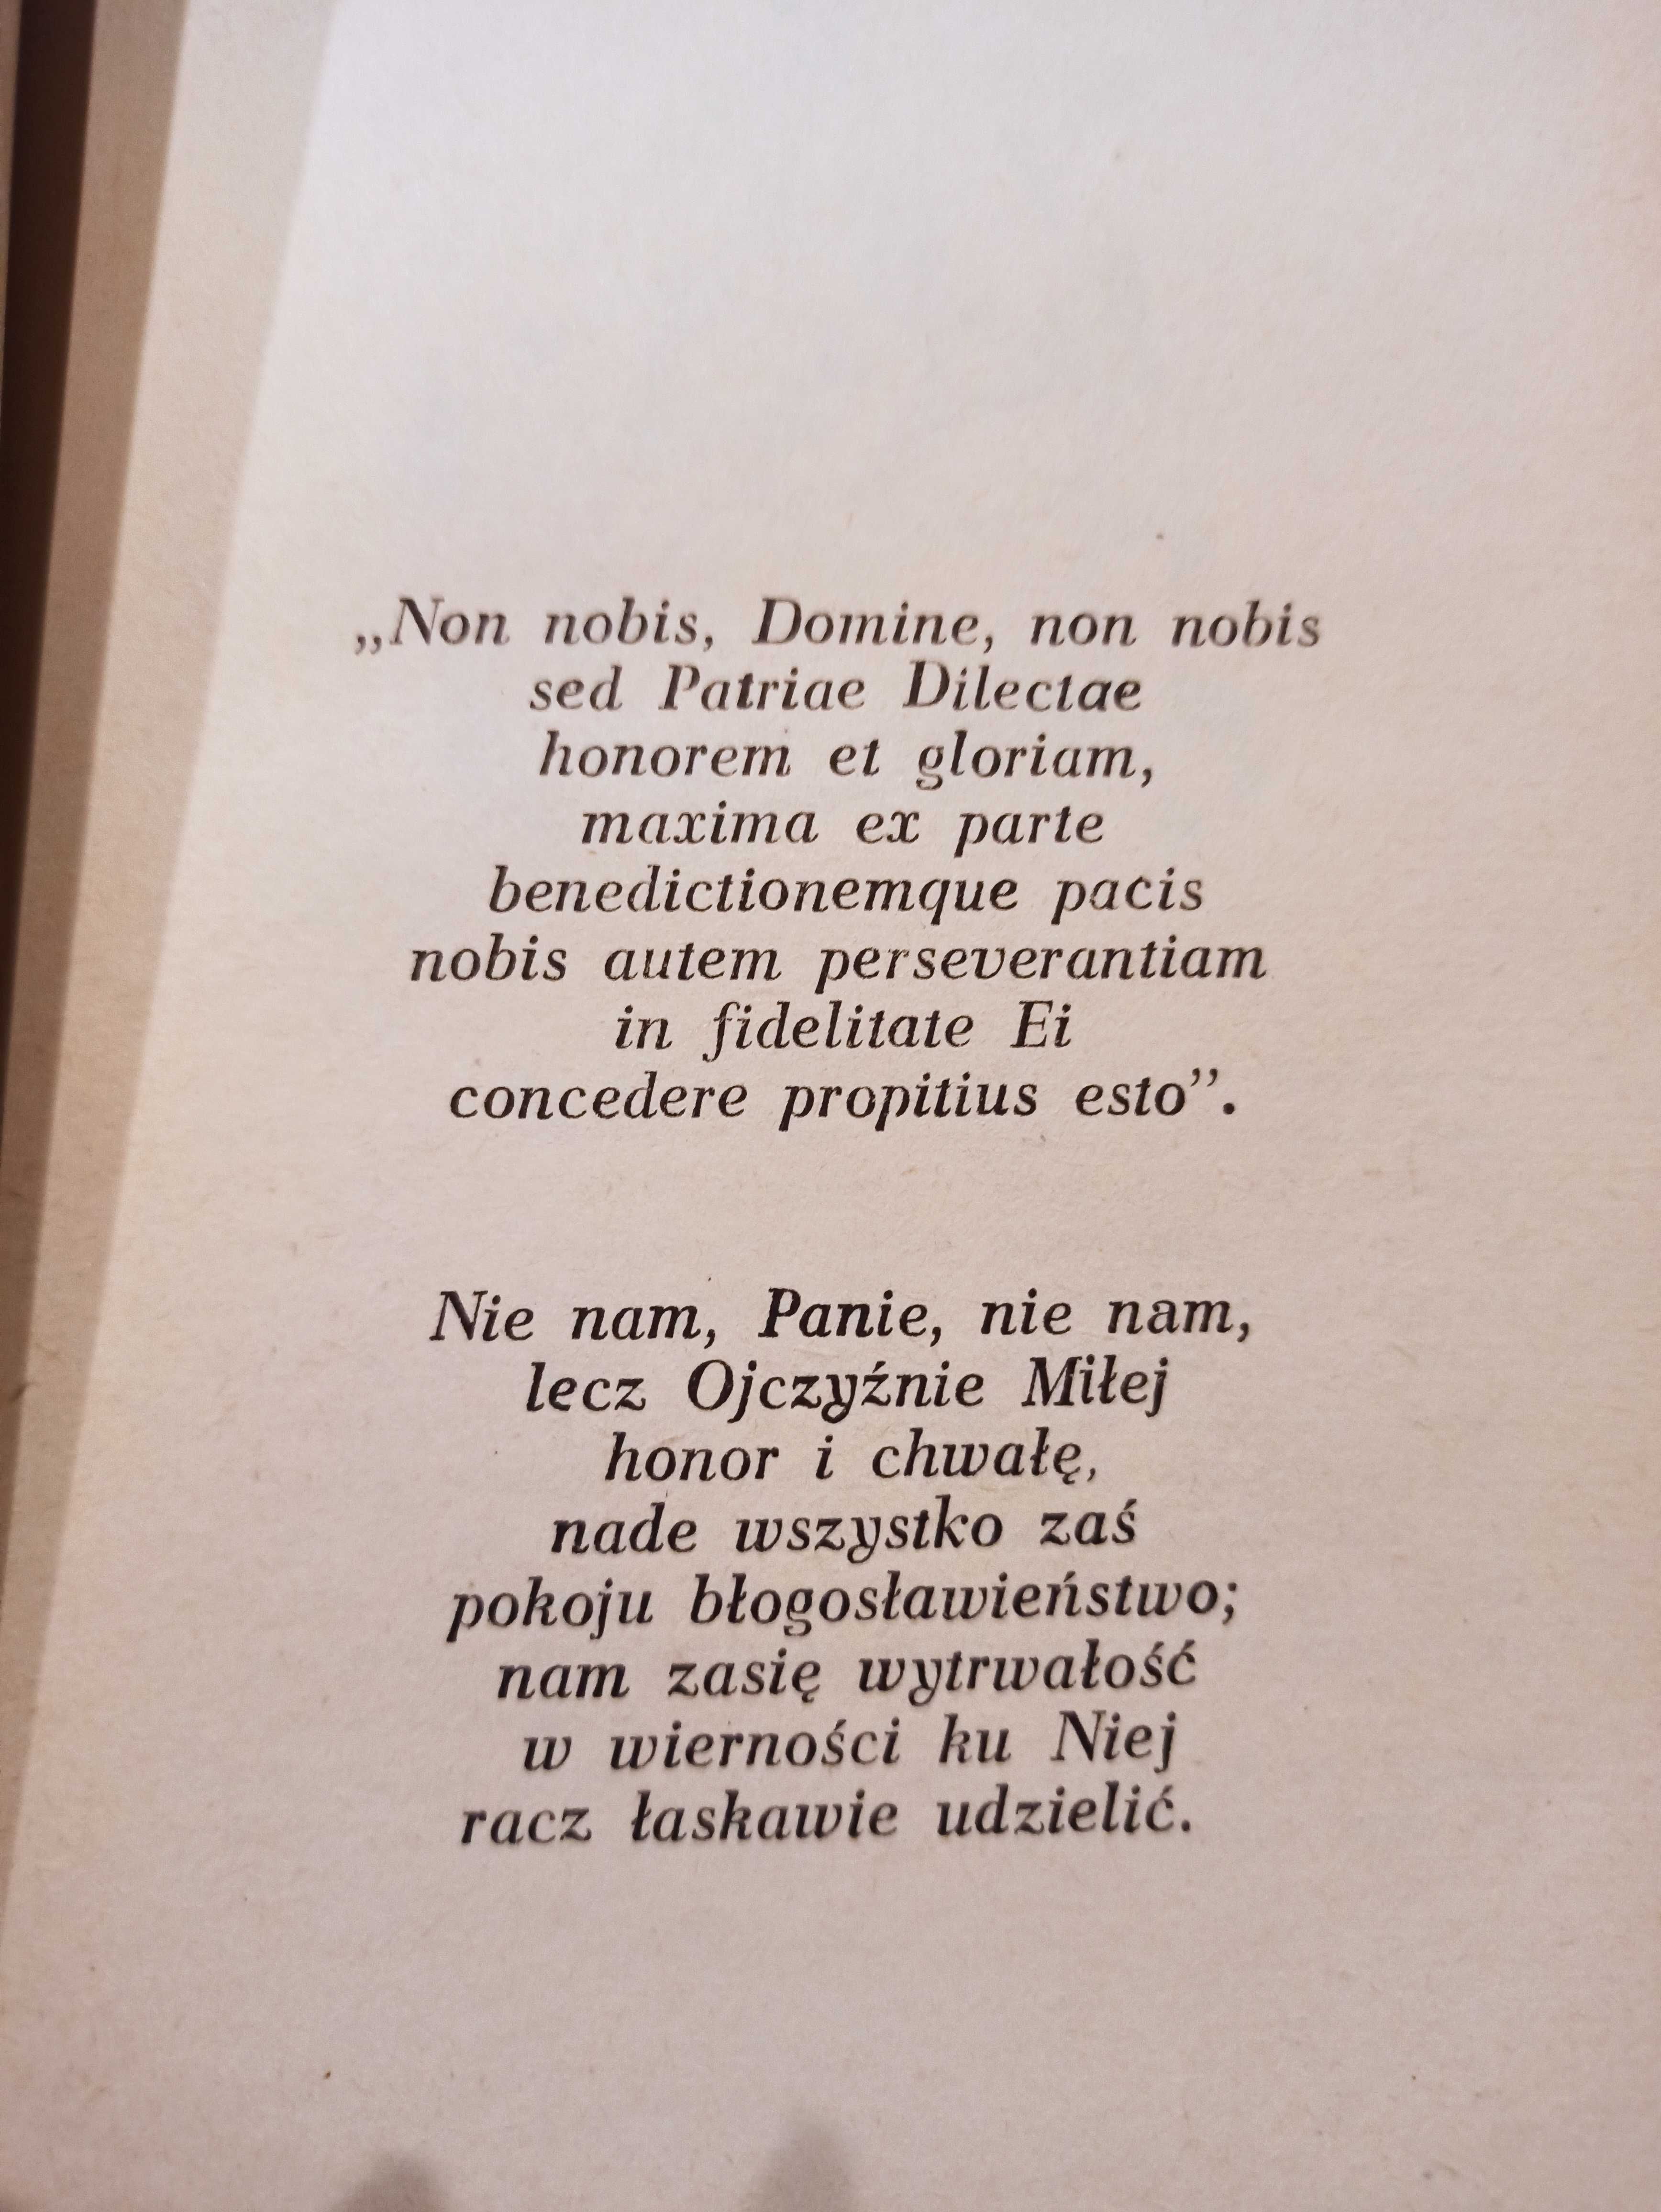 „Non nobis, Domine, non nobis
sed Patriae Dilectae
honorem et gloriam,
maxima ex parte
benedictionemque pacis
nobis autem perseverantiam
in fidelitate Ei
concedere propitius esto”.
Nie nam, Panie, nie nam,
lecz Ojczyźnie Miłej
honor i chwałę,
nade wszystko zaś
pokoju błogosławieństwo;
nam zasię wytrwałość
w wierności ku Niej
racz łaskawie udzielić.